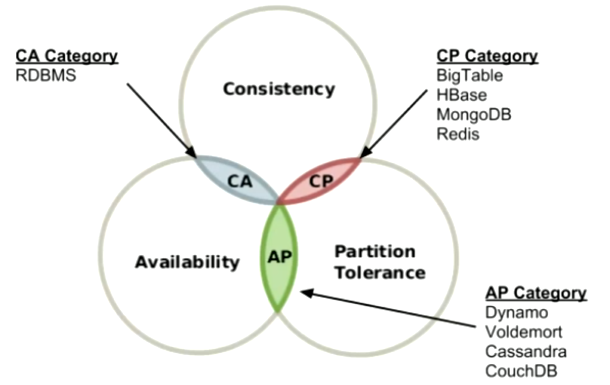 CA Category
RDBMS
Consistency
CP Category
BigTable
HBase
MongoDB
Redis
CA
CP
Availability
AP
Partition
Tolerance
AP Category
Dynamo
Voldemort
Cassandra
CouchDB